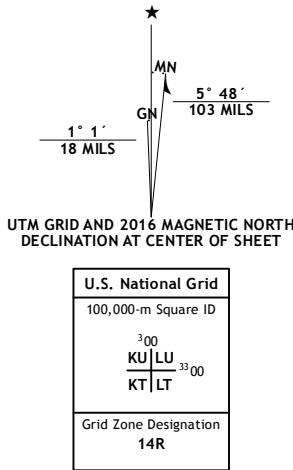 MN
GN
5° 48´
103 MILS
1° 1´
18 MILS
UTM GRID AND 2016 MAGNETIC NORTH
DECLINATION AT CENTER OF SHEET
U.S. National Grid
100,000-m Square ID
³00
KU LU
³³00
KT LT
Grid Zone Designation
14R